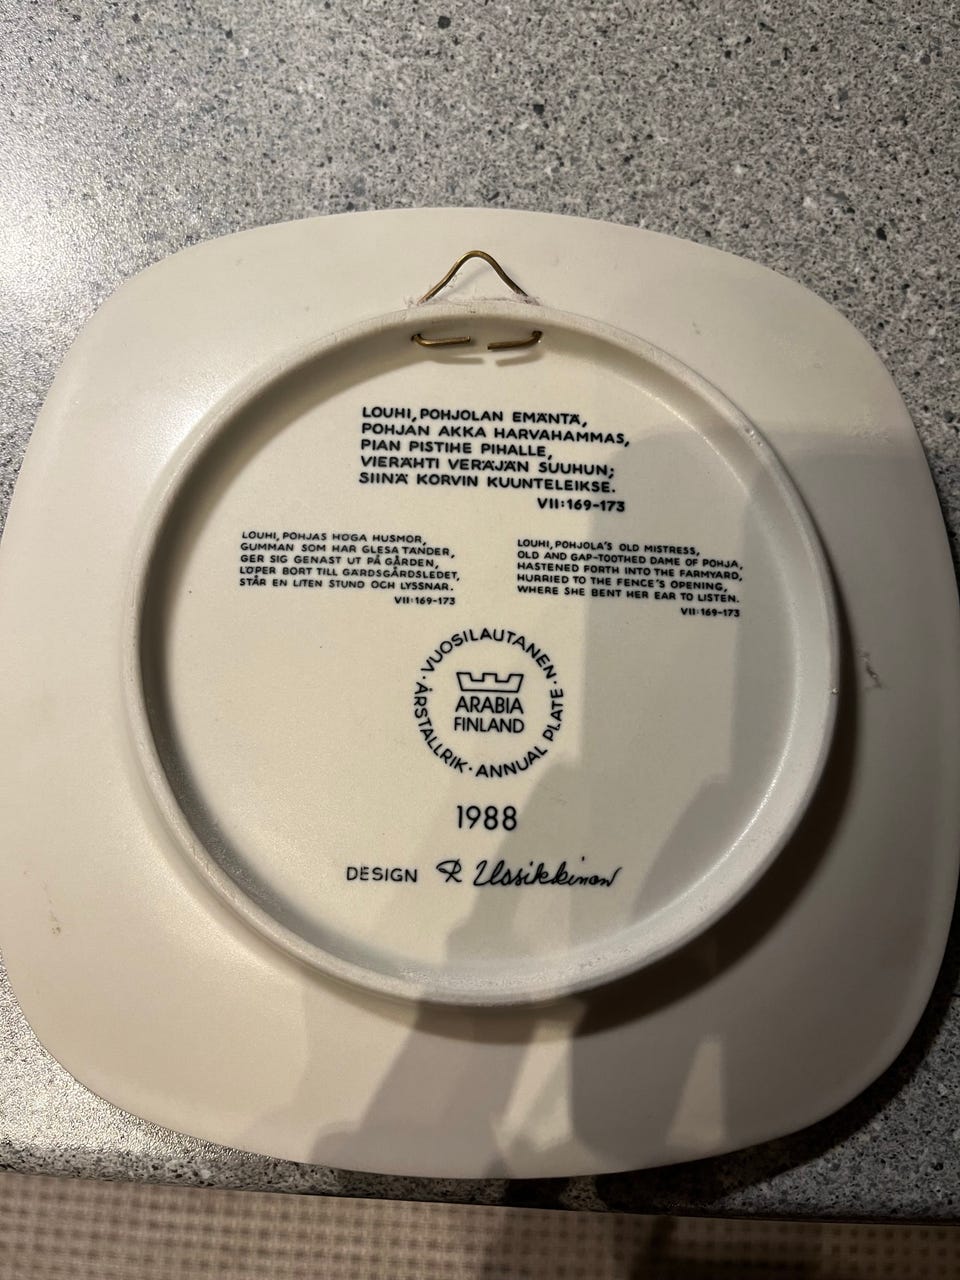 LOUHI, POHJOLAN EMÄNTÄ,
POHJAN AKKA HARVAHAMMAS,
PIAN PISTIHE PIHALLE,
VIERÄHTI VERÄJÄN SUUHUN;
SIINÄ KORVIN KUUNTELEIKSE.
VII:169-173
LOUHI, POHJAS HÖGA HUSMOR,
GUMMAN SOM HAR GLESA TÄNDER,
GER SIG GENAST UT PÅ GÅRDEN,
LÖPER BORT TILL GÄRDSGÅRDSLEDET,
STÅR EN LITEN STUND OCH LYSSNAR.
VII:169-173
LOUHI, POHJOLA'S OLD MISTRESS,
OLD AND GAP-TOOTHED DAME OF POHJA,
HASTENED FORTH INTO THE FARMYARD,
HURRIED TO THE FENCE'S OPENING,
WHERE SHE BENT HER EAR TO LISTEN.
VII:169-173
· VUOSILAUTANEN · ANNUAL PLATE · ÅRSTALLRIK
ARABIA
FINLAND
1988
DESIGN R Uosikkinen